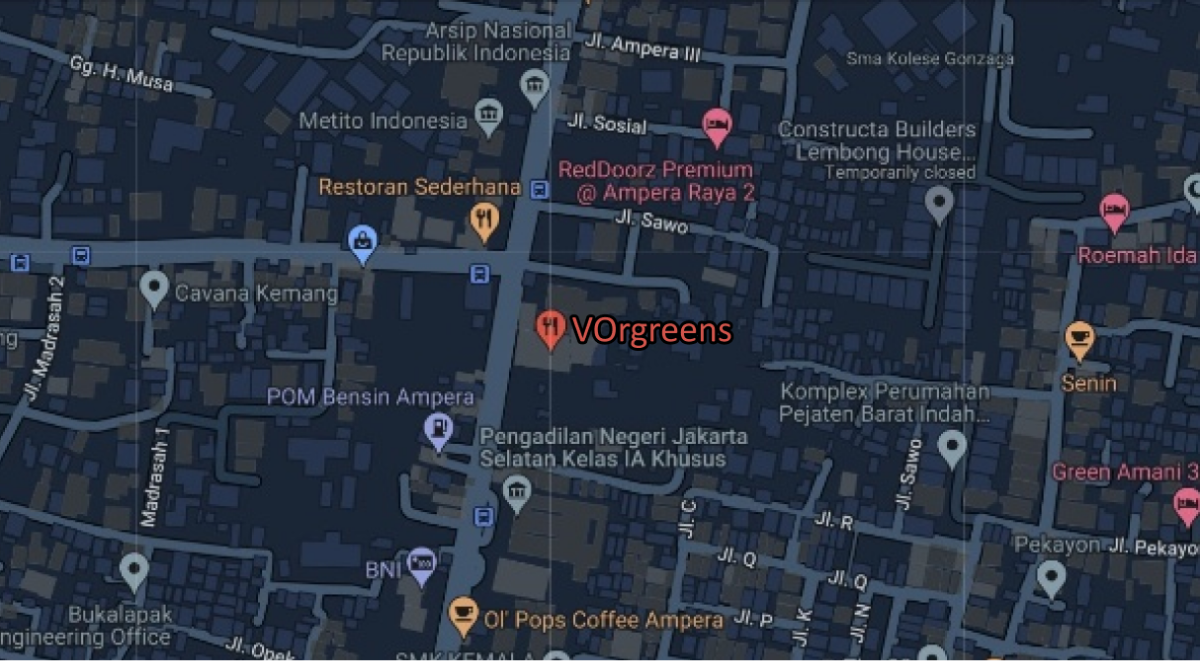 Arsip Nasional
Republik Indonesia
Jl. Ampera III
Sma Kolese Gonzaga
Gg. H. Musa
Metito Indonesia
Jl. Sosial
Constructa Builders
Lembong House...
Temporarily closed
RedDoorz Premium
@ Ampera Raya 2
Restoran Sederhana
Jl. Sawo
Roemah Ida
Cavana Kemang
Jl. Madrasah 2
VOrgreens
Senin
POM Bensin Ampera
Komplex Perumahan
Pejaten Barat Indah...
Pengadilan Negeri Jakarta
Selatan Kelas IA Khusus
Madrasah 1
Jl. Sawo
Green Amani 3
Jl. C
Jl. R
Jl. Q
Jl. Q
Pekayon
Jl. Pekayo
BNI
Bukalapak
ngineering Office
Ol' Pops Coffee Ampera
Jl. P
Jl. K
Jl. N
Jl. Opek